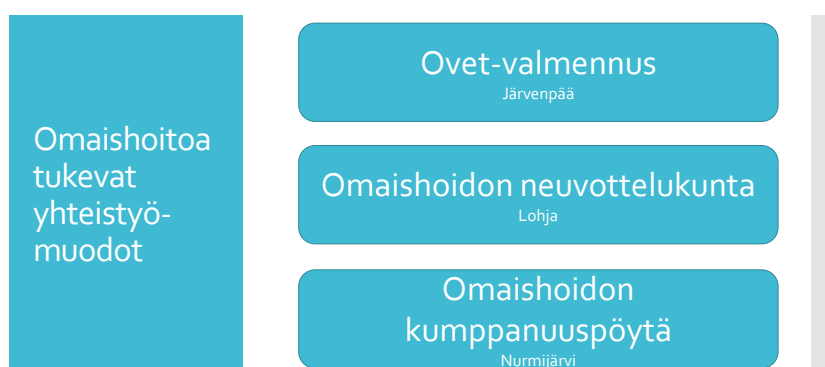 Omaishoitoa
tukevat
yhteistyö-
muodot
Ovet-valmennus
Järvenpää
Omaishoidon neuvottelukunta
Lohja
Omaishoidon
kumppanuuspöytä
Nurmijärvi